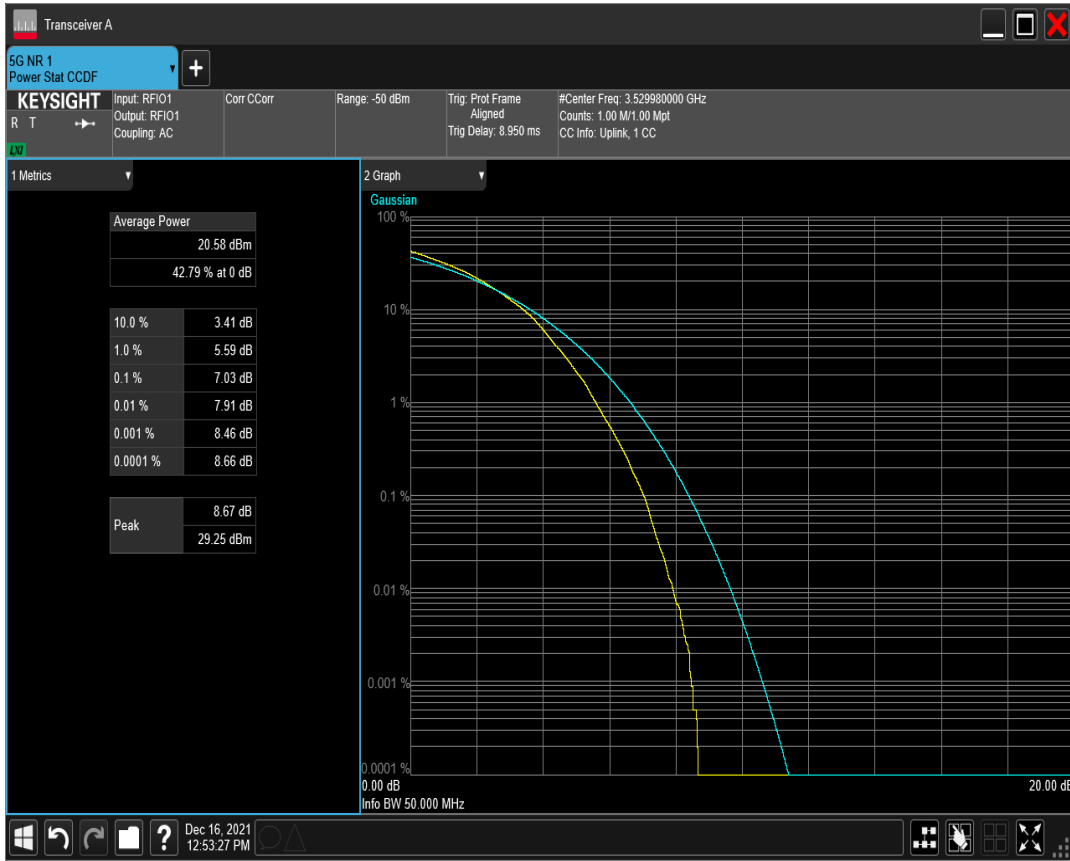 Transceiver A
5G NR 1
Power Stat CCDF
KEYSIGHT
R T
LXI
Input: RFIO1
Output: RFIO1
Coupling: AC
Corr CCorr
Range: -50 dBm
Trig: Prot Frame
Aligned
Trig Delay: 8.950 ms
#Center Freq: 3.529980000 GHz
Counts: 1.00 M/1.00 Mpt
CC Info: Uplink, 1 CC
1 Metrics
Average Power
20.58 dBm
42.79 % at 0 dB
10.0 % 3.41 dB
1.0 % 5.59 dB
0.1 % 7.03 dB
0.01 % 7.91 dB
0.001 % 8.46 dB
0.0001 % 8.66 dB
Peak
8.67 dB
29.25 dBm
2 Graph
Gaussian
100 %
10 %
1 %
0.1 %
0.01 %
0.001 %
0.0001 %
0.00 dB 20.00 dB
Info BW 50.000 MHz
? Dec 16, 2021
12:53:27 PM